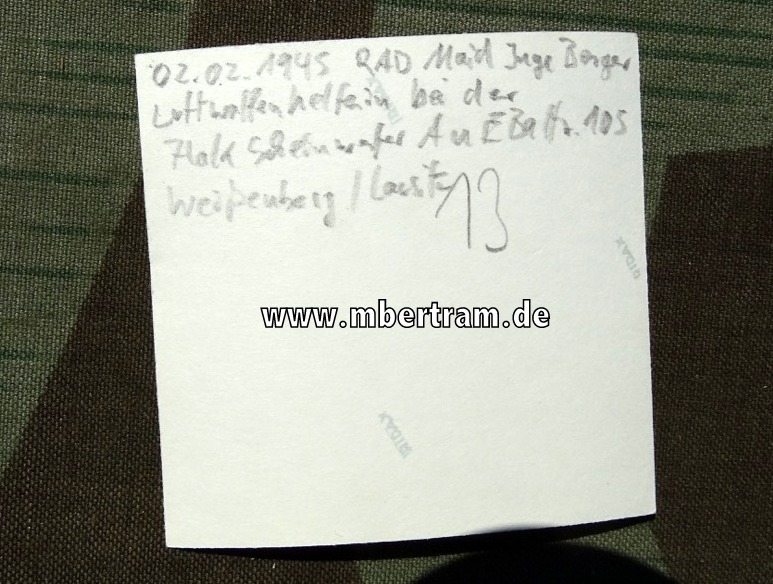 02.02.1945 RAD Maid Inge Berger
Luftwaffenhelferin bei der
Flak Scheinwerfer A u E Battr. 105
Weißenberg / Lausitz
13
www.mbertram.de